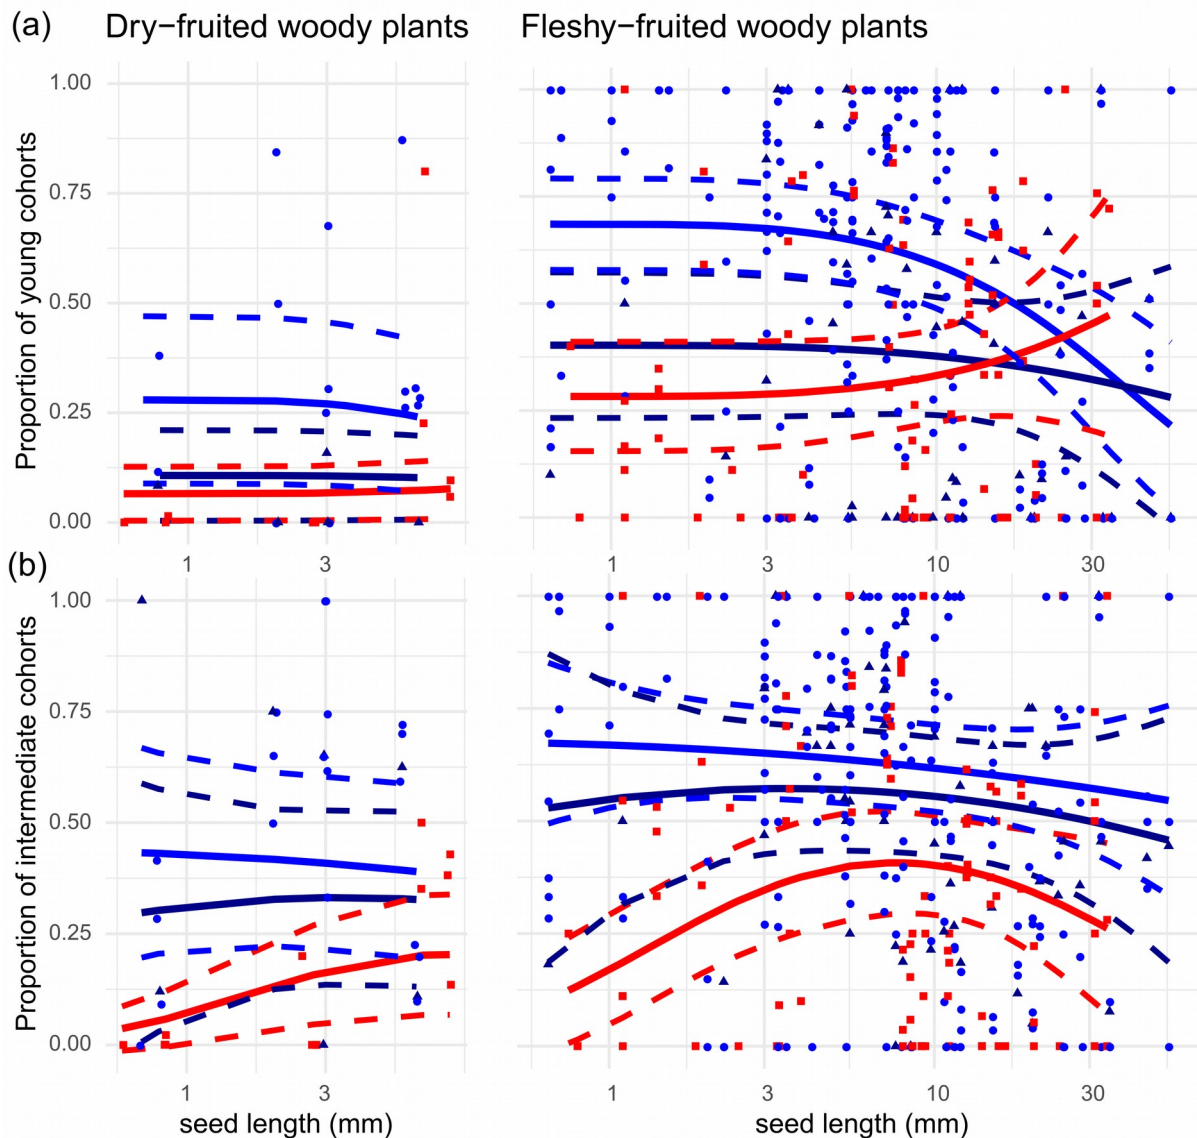 (a) Dry−fruited woody plants Fleshy−fruited woody plants
Proportion of young cohorts
1.00
0.75
0.50
0.25
0.00
1 3 1 3 10 30
(b)
Proportion of intermediate cohorts
1.00
0.75
0.50
0.25
0.00
1 3 1 3 10 30
seed length (mm) seed length (mm)